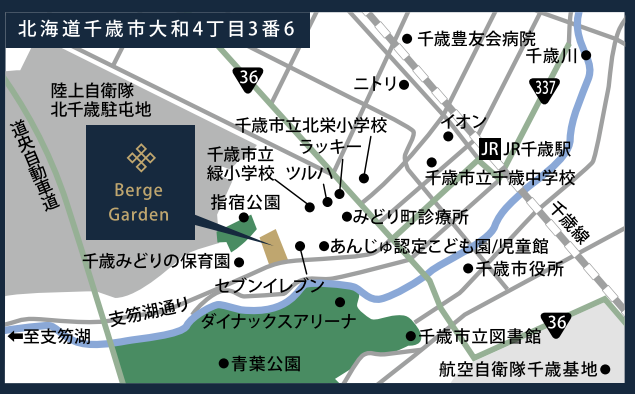 北海道千歳市大和4丁目3番6
千歳豊友会病院
千歳川
36
ニトリ
337
陸上自衛隊
北千歳駐屯地
道央自動車道
イオン
千歳市立北栄小学校
ラッキー
JR
JR千歳駅
千歳市立
緑小学校
ツルハ
千歳市立千歳中学校
Berge
Garden
指宿公園
みどり町診療所
千歳線
あんじゅ認定こども園/児童館
千歳みどりの保育園
千歳市役所
セブンイレブン
支笏湖通り
ダイナックスアリーナ
36
←至支笏湖
千歳市立図書館
青葉公園
航空自衛隊千歳基地